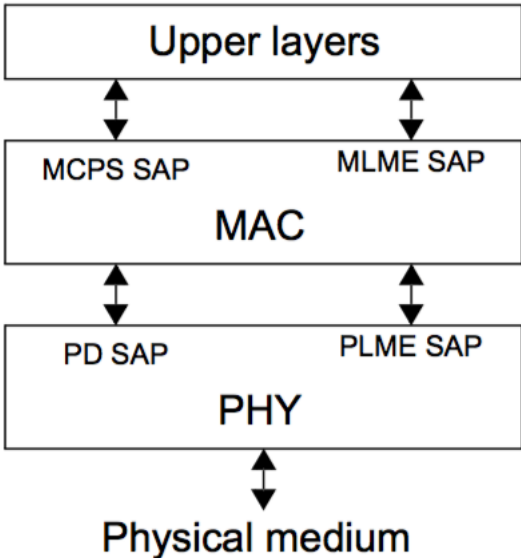 Upper layers
MCPS SAP
MLME SAP
MAC
PD SAP
PLME SAP
PHY
Physical medium